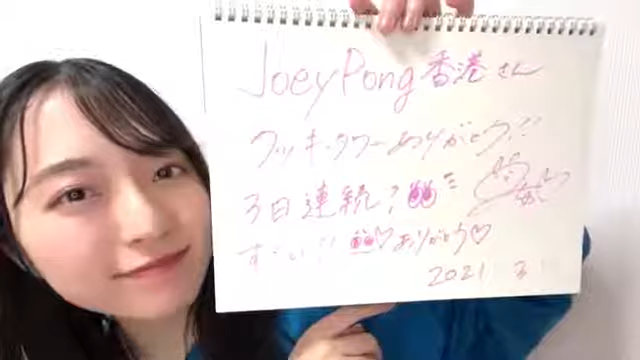 JoeyPong香港さん
クッキータワーありがとう!!
3日連続?
すごい!! ありがとう♡
2021. 3.